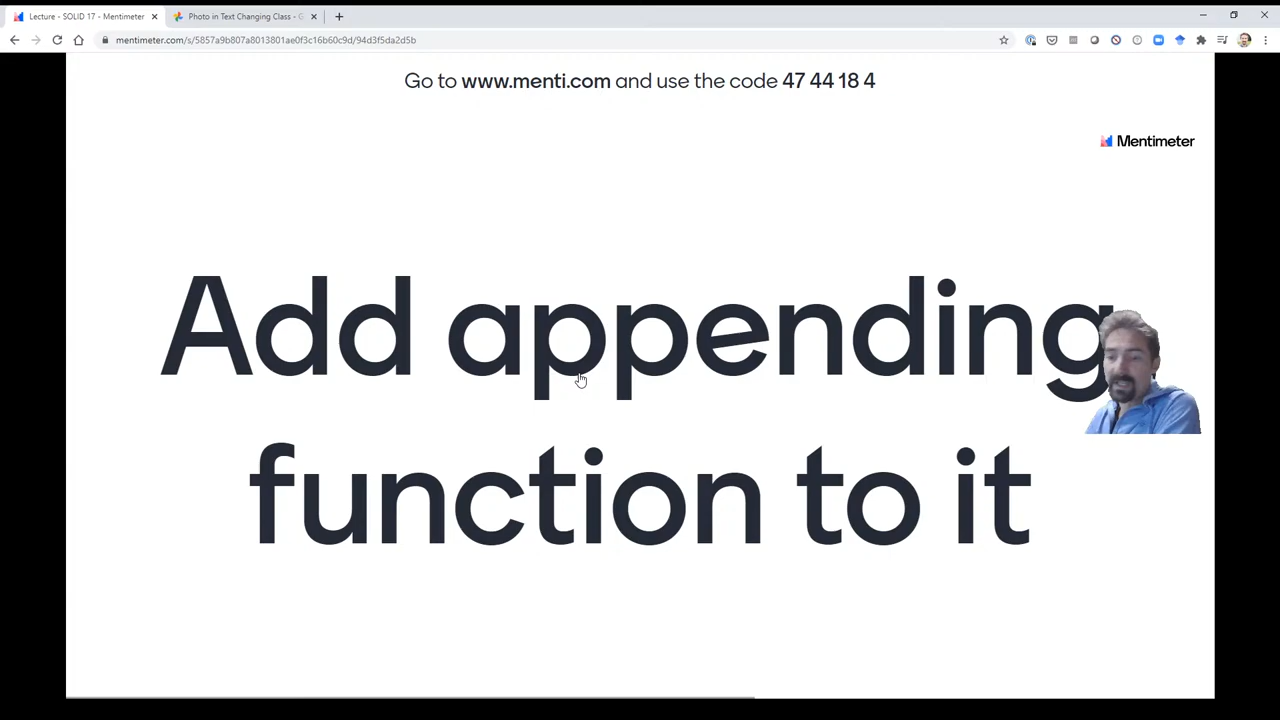 Lecture - SOLID 17 - Mentimeter
Photo in Text Changing Class - G
mentimeter.com/s/5857a9b807a8013801ae0f3c16b60c9d/94d3f5da2d5b
Go to www.menti.com and use the code 47 44 18 4
Mentimeter
Add appending
function to it